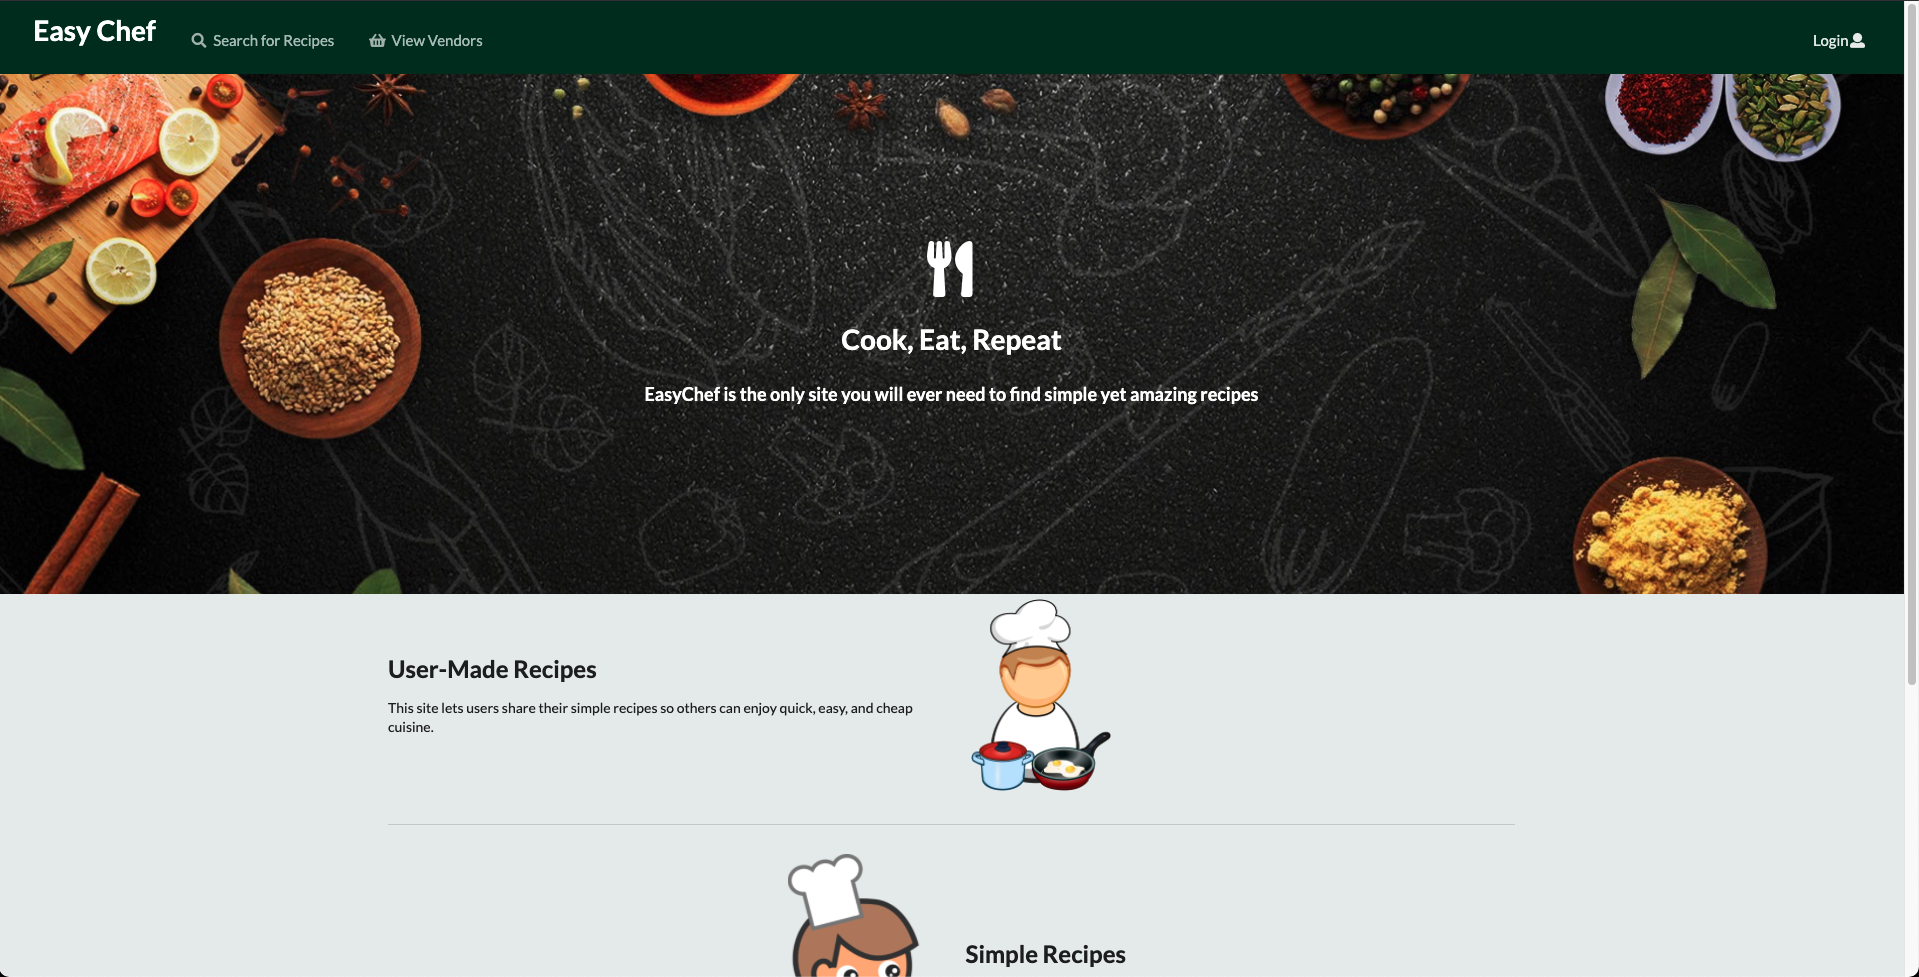 Easy Chef
Search for Recipes
View Vendors
Login
Cook, Eat, Repeat
EasyChef is the only site you will ever need to find simple yet amazing recipes
User-Made Recipes
This site lets users share their simple recipes so others can enjoy quick, easy, and cheap
cuisine.
Simple Recipes